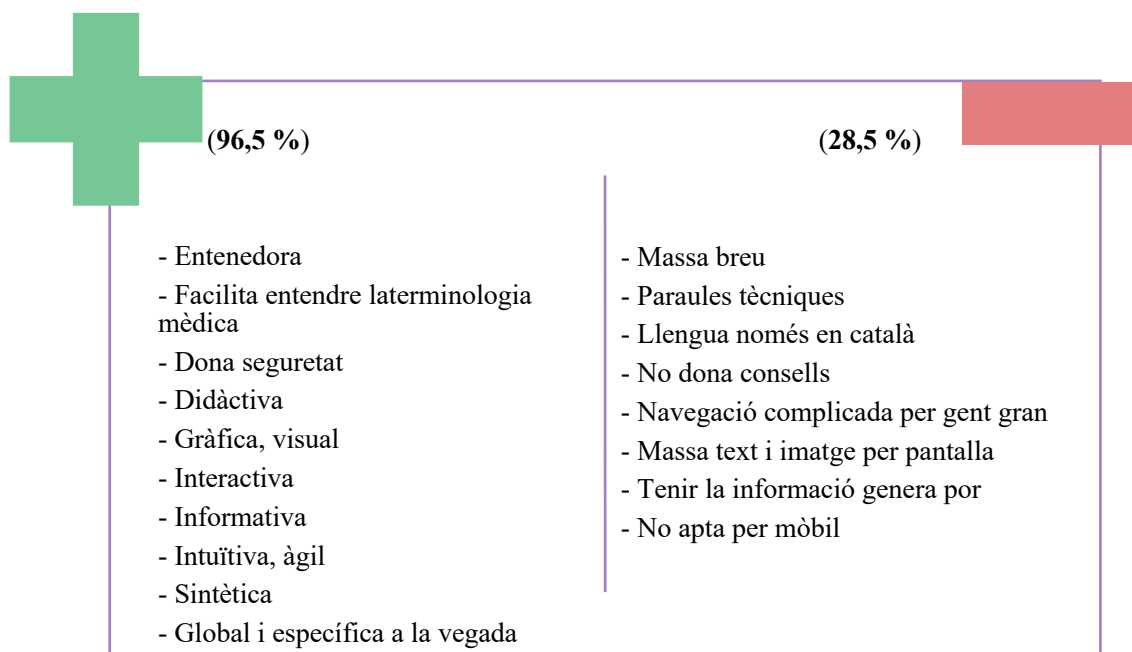 (96,5 %)
- Entenedora
- Facilita entendre laterminologia
mèdica
- Dona seguretat
- Didàctiva
- Gràfica, visual
- Interactiva
- Informativa
- Intuïtiva, àgil
- Sintètica
- Global i específica a la vegada
(28,5 %)
- Massa breu
- Paraules tècniques
- Llengua només en català
- No dona consells
- Navegació complicada per gent gran
- Massa text i imatge per pantalla
- Tenir la informació genera por
- No apta per mòbil